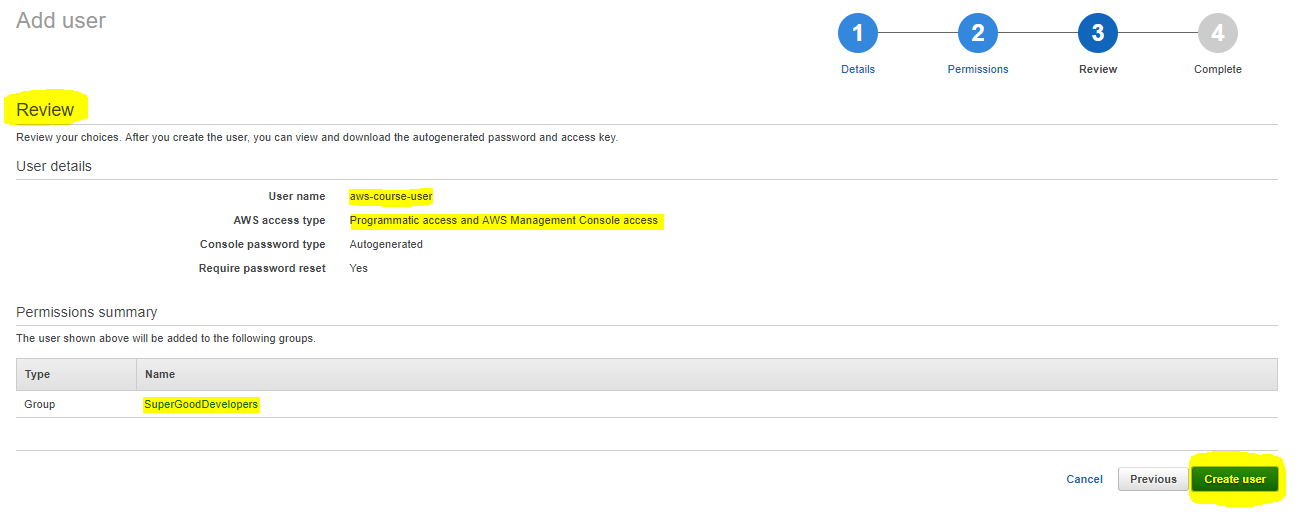 Add user
1 2 3 4
Details Permissions Review Complete
Review
Review your choices. After you create the user, you can view and download the autogenerated password and access key.
User details
User name aws-course-user
AWS access type Programmatic access and AWS Management Console access
Console password type Autogenerated
Require password reset Yes
Permissions summary
The user shown above will be added to the following groups.
Type Name
Group SuperGoodDevelopers
Cancel Previous Create user